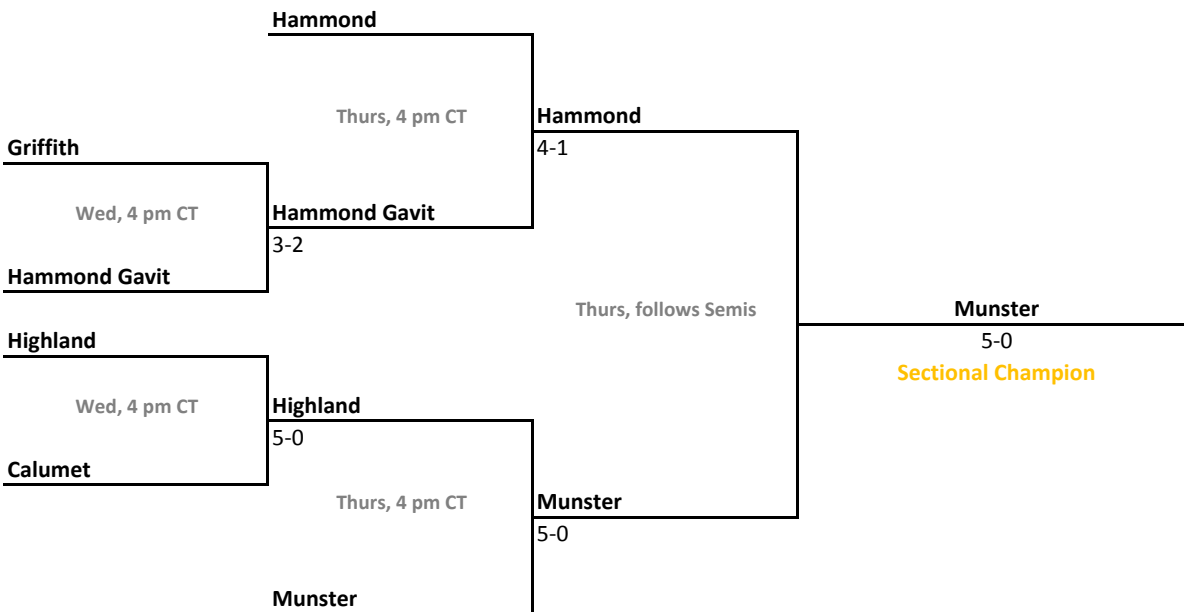 Hammond
Thurs, 4 pm CT
Hammond
Griffith
4-1
Wed, 4 pm CT
Hammond Gavit
3-2
Hammond Gavit
Thurs, follows Semis
Munster
Highland
5-0
Sectional Champion
Wed, 4 pm CT
Highland
5-0
Calumet
Thurs, 4 pm CT
Munster
5-0
Munster